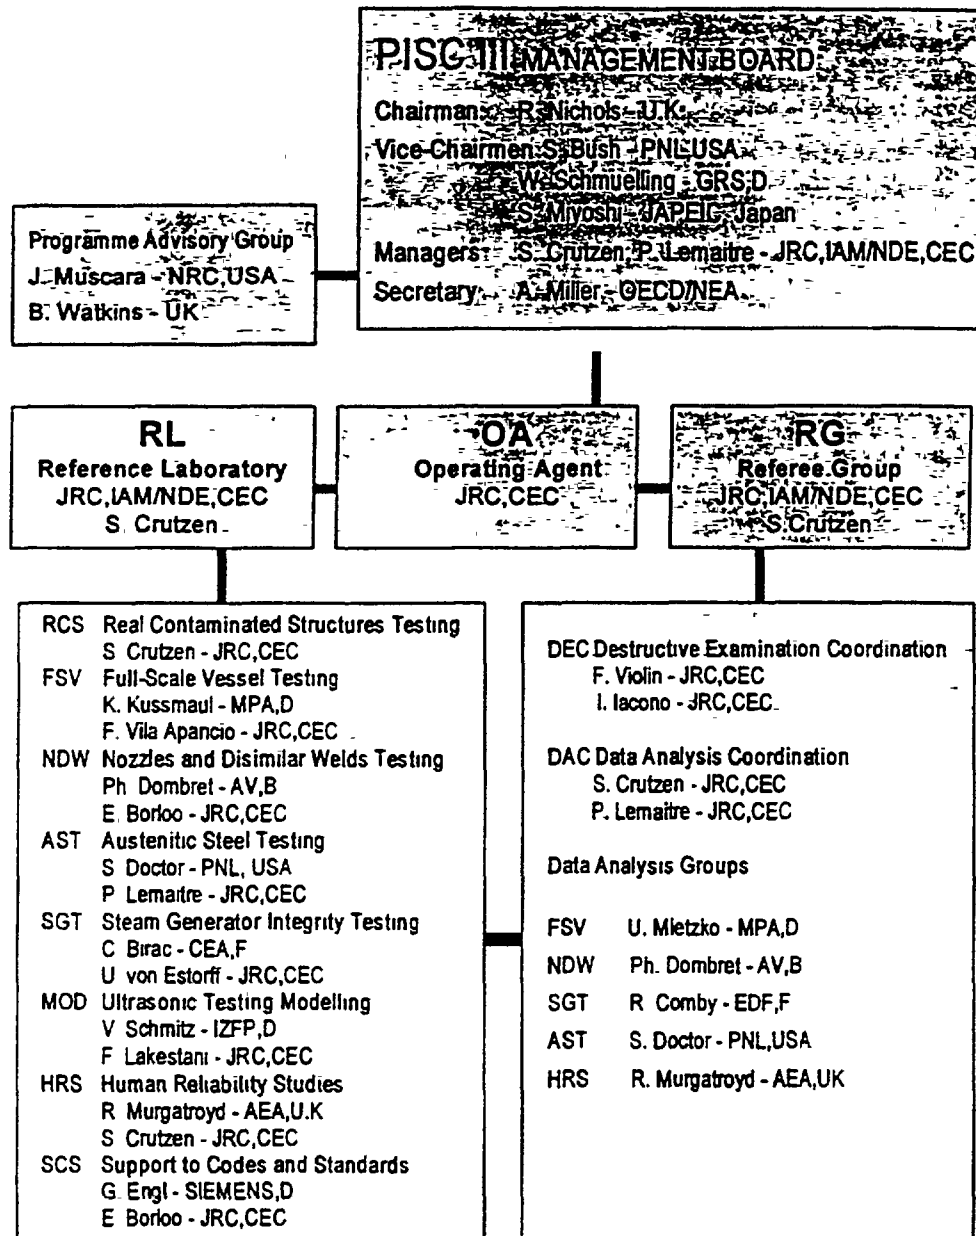 PISC III MANAGEMENT BOARD
Chairman: R. Nichols - U.K.
Vice-Chairmen: S. Bush - PNL, USA
W. Schmuelling - GRS, D
S. Miyoshi - JAPEIC, Japan
Managers: S. Crutzen, P. Lemaitre - JRC, IAM/NDE, CEC
Secretary: A. Miller - OECD/NEA
Programme Advisory Group
J. Muscara - NRC, USA
B. Watkins - UK
RL
Reference Laboratory
JRC, IAM/NDE, CEC
S. Crutzen
OA
Operating Agent
JRC, CEC
RG
Referee Group
JRC, IAM/NDE, CEC
S. Crutzen
RCS Real Contaminated Structures Testing
S Crutzen - JRC,CEC
FSV Full-Scale Vessel Testing
K. Kussmaul - MPA,D
F. Vila Apancio - JRC,CEC
NDW Nozzles and Disimilar Welds Testing
Ph Dombret - AV,B
E. Borloo - JRC,CEC
AST Austenitic Steel Testing
S Doctor - PNL, USA
P Lemaitre - JRC,CEC
SGT Steam Generator Integrity Testing
C Birac - CEA,F
U von Estorff - JRC,CEC
MOD Ultrasonic Testing Modelling
V Schmitz - IZFP,D
F Lakestani - JRC,CEC
HRS Human Reliability Studies
R Murgatroyd - AEA,U.K
S Crutzen - JRC,CEC
SCS Support to Codes and Standards
G. Engl - SIEMENS,D
E Borloo - JRC,CEC
DEC Destructive Examination Coordination
F. Violin - JRC,CEC
I. Iacono - JRC,CEC
DAC Data Analysis Coordination
S. Crutzen - JRC,CEC
P. Lemaitre - JRC,CEC
Data Analysis Groups
FSV U. Mletzko - MPA,D
NDW Ph. Dombret - AV,B
SGT R Comby - EDF,F
AST S. Doctor - PNL,USA
HRS R. Murgatroyd - AEA,UK